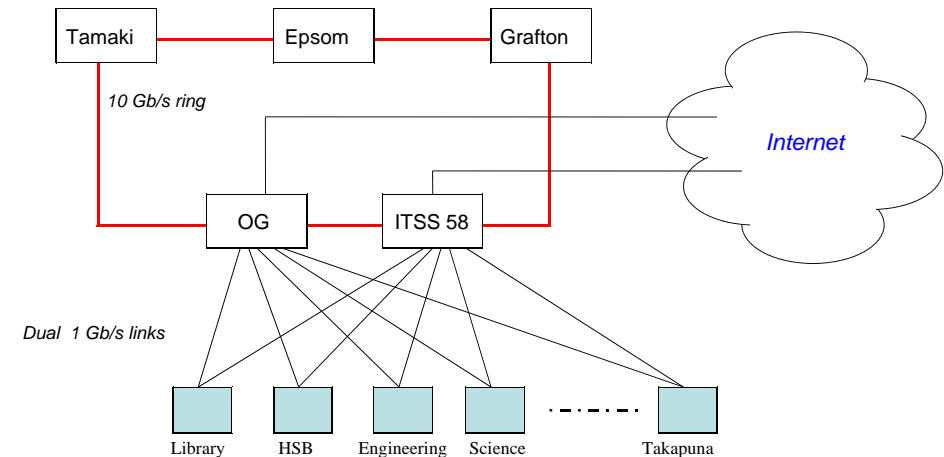 Tamaki
Epsom
Grafton
10 Gb/s ring
Internet
OG
ITSS 58
Dual 1 Gb/s links
Library
HSB
Engineering
Science
Takapuna